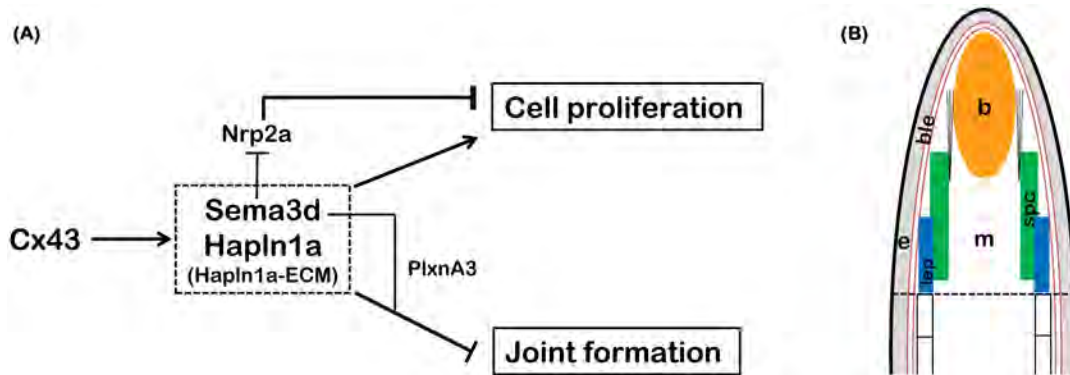 (A)
Cell proliferation
Nrp2a
Sema3d
Cx43
Hapln1a
(Hapln1a-ECM)
PlxnA3
Joint formation
(B)
b
ble
spc
e
m
lep